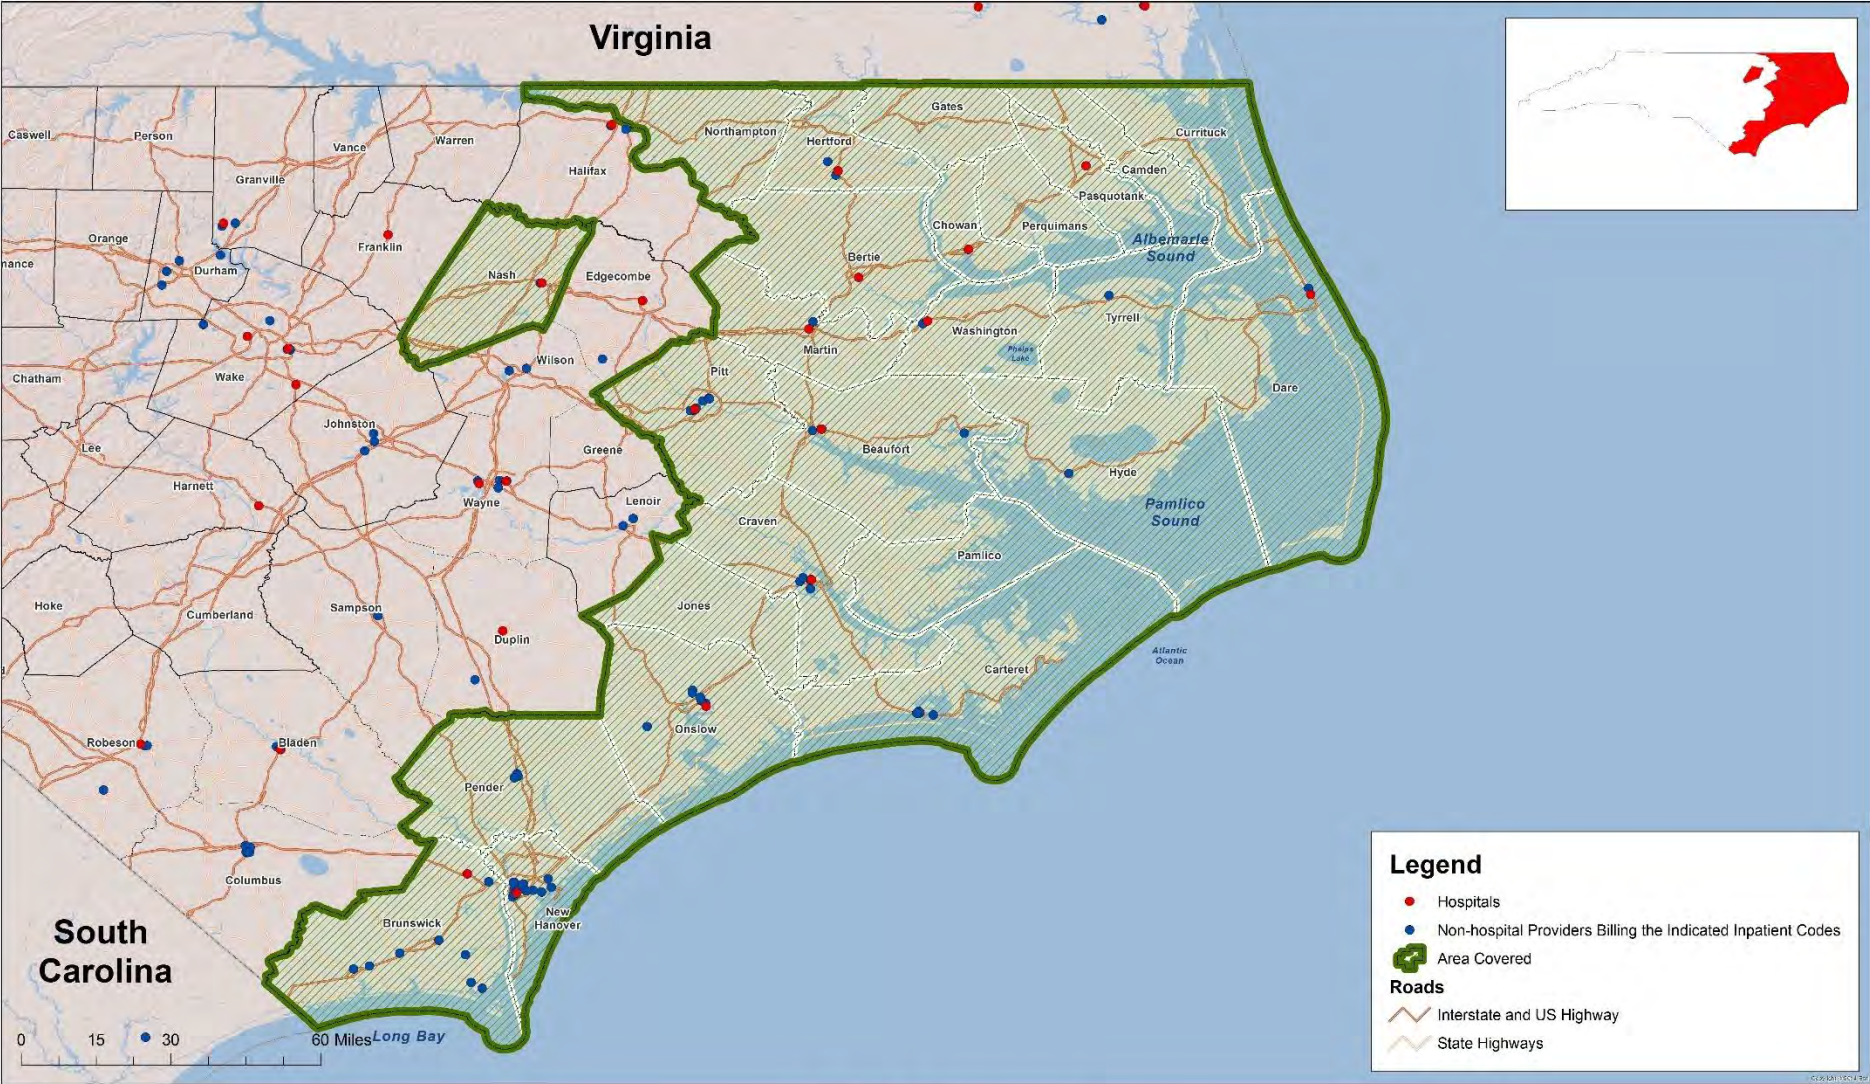 Virginia
Gates
Northampton
Currituck
Caswell
Person
Warren
Hertford
Vance
Halifax
Camden
Granville
Pasquotank
Chowan
Perquimans
Orange
Franklin
Albemarle
Sound
Bertie
Durham
Nash
Edgecombe
Tyrrell
Washington
Martin
Phelps
Lake
Wilson
Pitt
Chatham
Wake
Dare
Johnston
Lee
Greene
Beaufort
Hyde
Harnett
Wayne
Lenoir
Pamlico
Sound
Craven
Pamlico
Hoke
Cumberland
Sampson
Jones
Duplin
Atlantic
Ocean
Carteret
Onslow
Robeson
Bladen
Pender
Columbus
New
Hanover
Brunswick
South
Carolina
Long Bay
0 15 30 60 Miles
Legend
Hospitals
Non-hospital Providers Billing the Indicated Inpatient Codes
Area Covered
Roads
Interstate and US Highway
State Highways